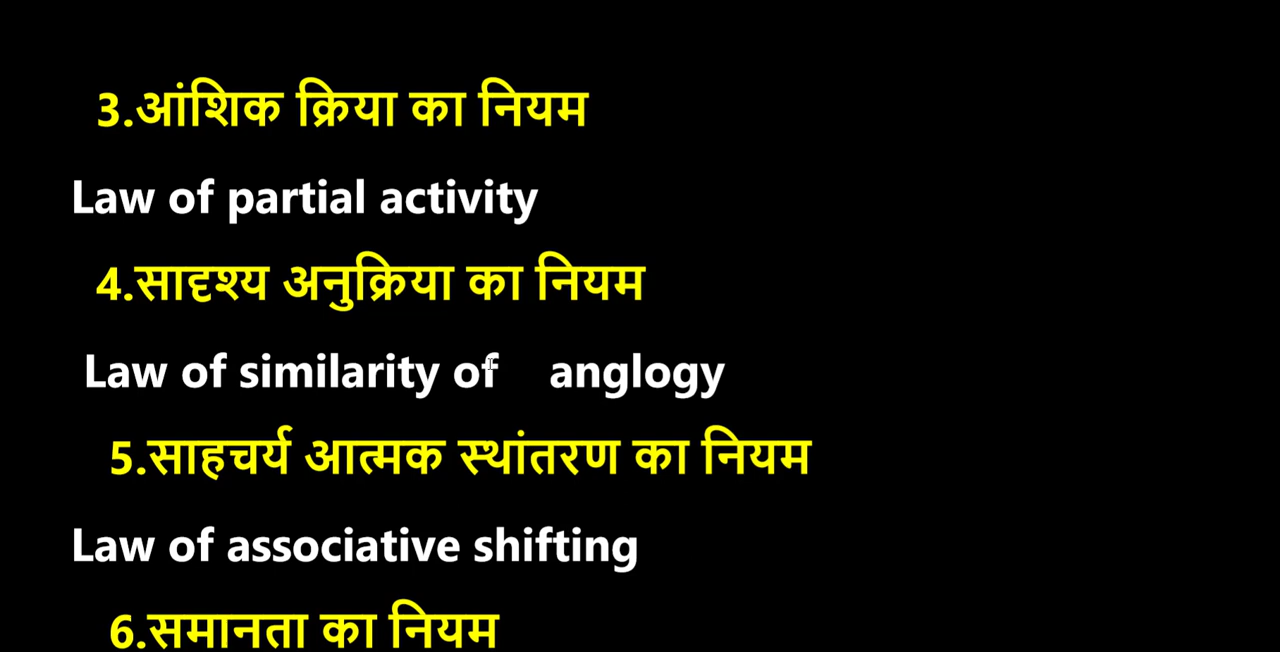 3.आंशिक क्रिया का नियम
Law of partial activity
4.सादृश्य अनुक्रिया का नियम
Law of similarity of anglogy
5.साहचर्य आत्मक स्थांतरण का नियम
Law of associative shifting
6.समानता का नियम